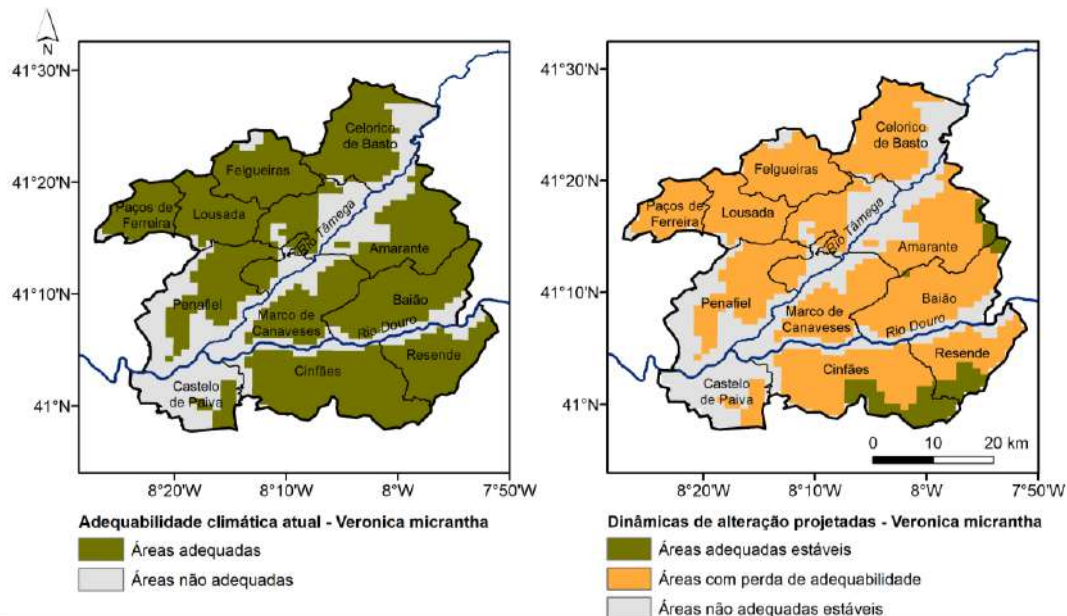 N
41°30'N
41°20'N
41°10'N
41°N
8°20'W
8°10'W
8°W
7°50'W
Celorico
de Basto
Felgueiras
Paços de
Ferreira
Lousada
Rio Tâmega
Amarante
Penafiel
Baião
Marco de
Canaveses
Rio Douro
Resende
Cinfães
Castelo
de Paiva
Adequabilidade climática atual - Veronica micrantha
Áreas adequadas
Áreas não adequadas
41°30'N
41°20'N
41°10'N
41°N
8°20'W
8°10'W
8°W
7°50'W
Celorico
de Basto
Felgueiras
Paços de
Ferreira
Lousada
Rio Tâmega
Amarante
Penafiel
Baião
Marco de
Canaveses
Rio Douro
Resende
Cinfães
Castelo
de Paiva
0 10 20 km
Dinâmicas de alteração projetadas - Veronica micrantha
Áreas adequadas estáveis
Áreas com perda de adequabilidade
Áreas não adequadas estáveis